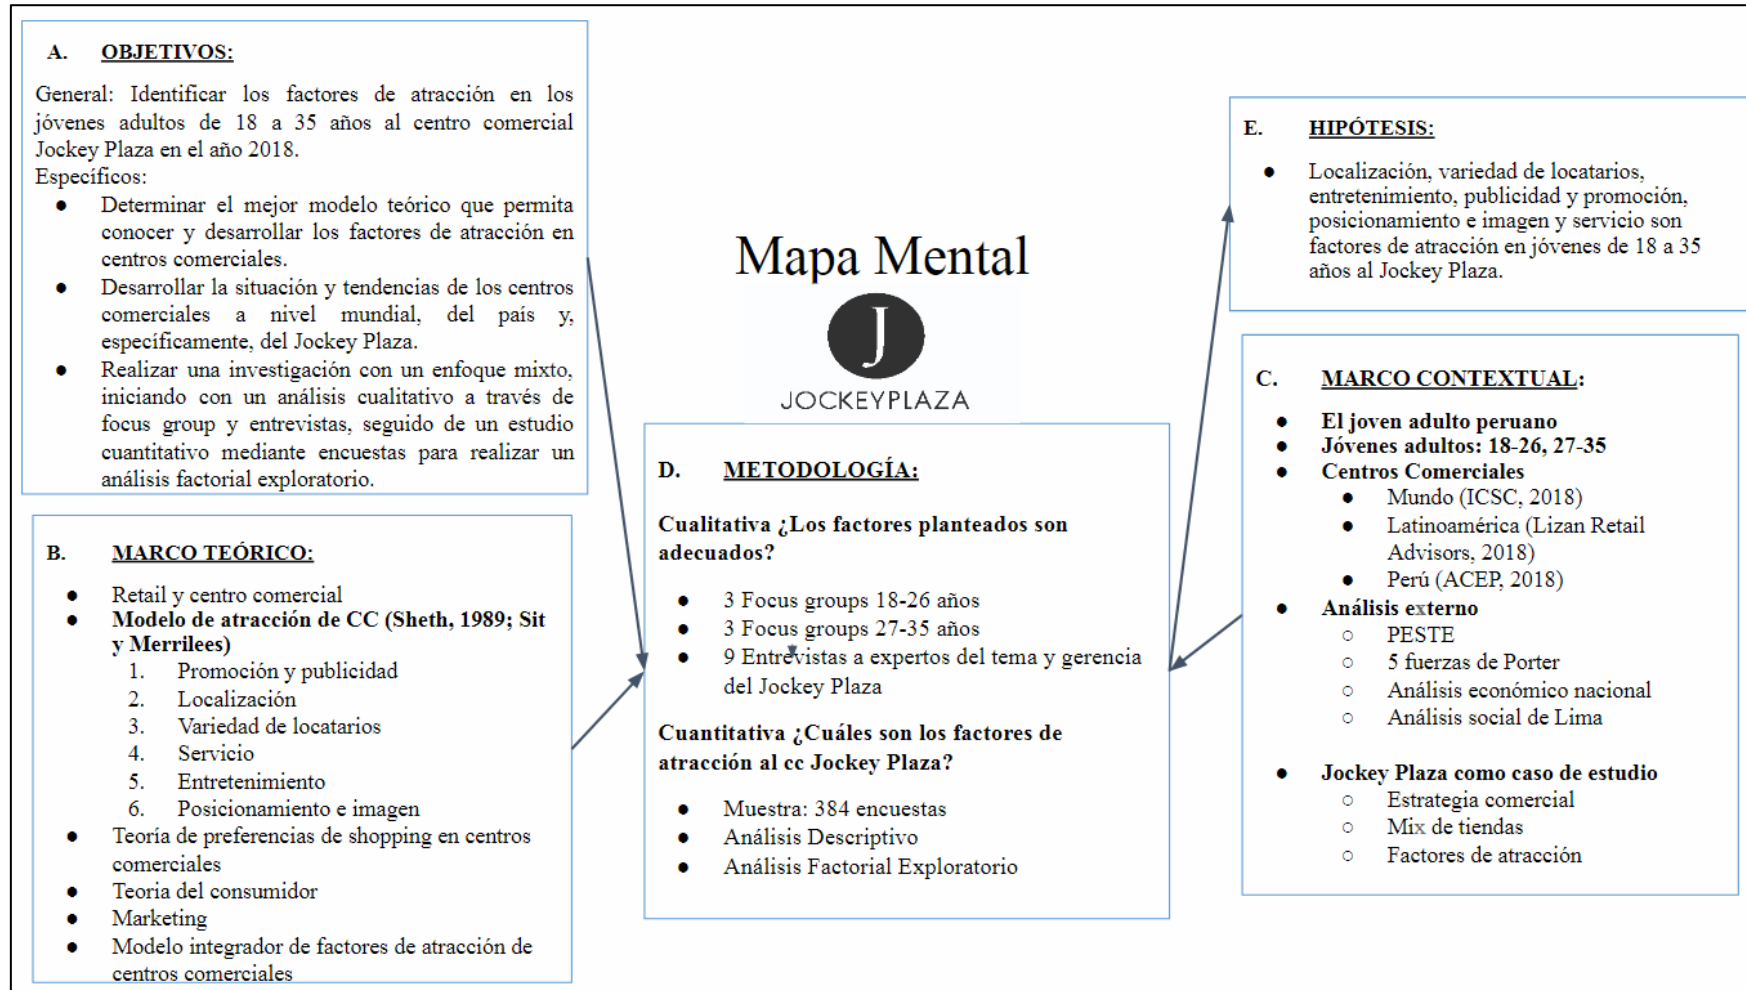 A. OBJETIVOS:
General: Identificar los factores de atracción en los
jóvenes adultos de 18 a 35 años al centro comercial
Jockey Plaza en el año 2018.
Específicos:
● Determinar el mejor modelo teórico que permita
conocer y desarrollar los factores de atracción en
centros comerciales.
● Desarrollar la situación y tendencias de los centros
comerciales a nivel mundial, del país y,
específicamente, del Jockey Plaza.
● Realizar una investigación con un enfoque mixto,
iniciando con un análisis cualitativo a través de
focus group y entrevistas, seguido de un estudio
cuantitativo mediante encuestas para realizar un
análisis factorial exploratorio.
B. MARCO TEÓRICO:
● Retail y centro comercial
● Modelo de atracción de CC (Sheth, 1989; Sit
y Merrilees)
1. Promoción y publicidad
2. Localización
3. Variedad de locatarios
4. Servicio
5. Entretenimiento
6. Posicionamiento e imagen
● Teoría de preferencias de shopping en centros
comerciales
● Teoria del consumidor
● Marketing
● Modelo integrador de factores de atracción de
centros comerciales
Mapa Mental
J
JOCKEYPLAZA
D. METODOLOGÍA:
Cualitativa ¿Los factores planteados son
adecuados?
● 3 Focus groups 18-26 años
● 3 Focus groups 27-35 años
● 9 Entrevistas a expertos del tema y gerencia
del Jockey Plaza
Cuantitativa ¿Cuáles son los factores de
atracción al cc Jockey Plaza?
● Muestra: 384 encuestas
● Análisis Descriptivo
● Análisis Factorial Exploratorio
E. HIPÓTESIS:
● Localización, variedad de locatarios,
entretenimiento, publicidad y promoción,
posicionamiento e imagen y servicio son
factores de atracción en jóvenes de 18 a 35
años al Jockey Plaza.
C. MARCO CONTEXTUAL:
● El joven adulto peruano
● Jóvenes adultos: 18-26, 27-35
● Centros Comerciales
● Mundo (ICSC, 2018)
● Latinoamérica (Lizan Retail
Advisors, 2018)
● Perú (ACEP, 2018)
● Análisis externo
○ PESTE
○ 5 fuerzas de Porter
○ Análisis económico nacional
○ Análisis social de Lima
● Jockey Plaza como caso de estudio
○ Estrategia comercial
○ Mix de tiendas
○ Factores de atracción